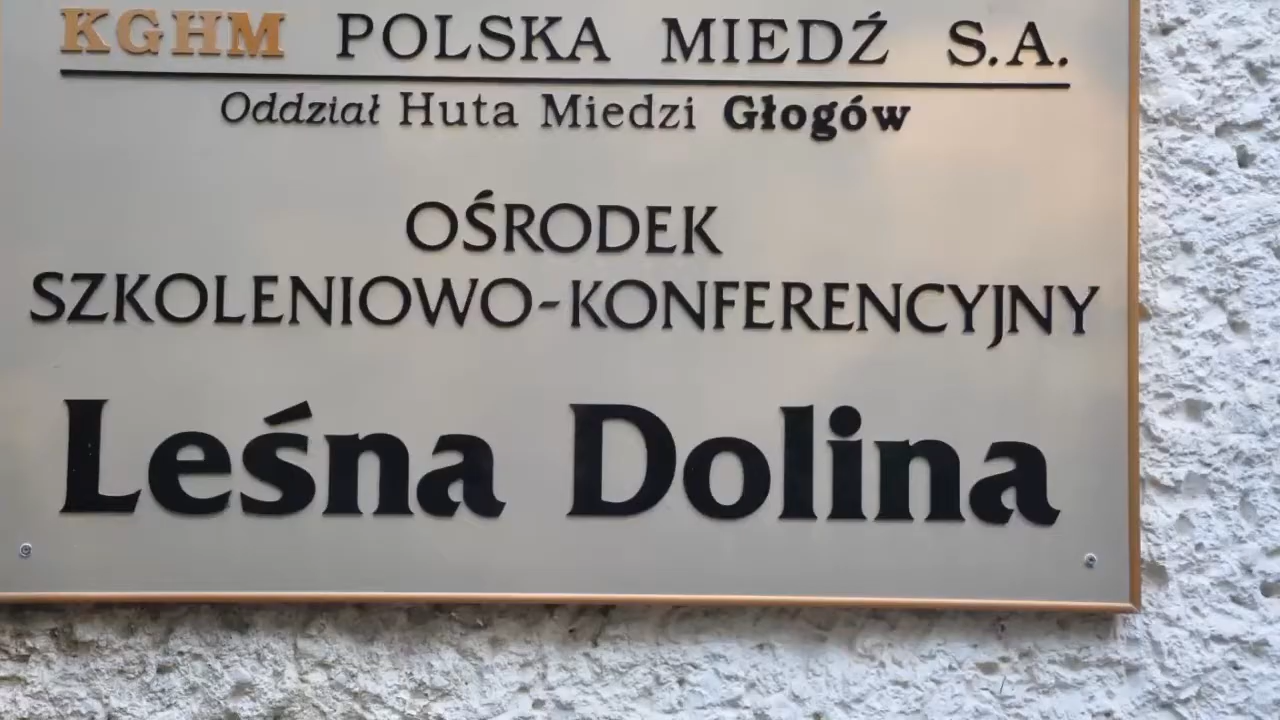 KGHM POLSKA MIEDŹ S.A.
Oddział Huta Miedzi Głogów
OŚRODEK
SZKOLENIOWO-KONFERENCYJNY
Leśna Dolina